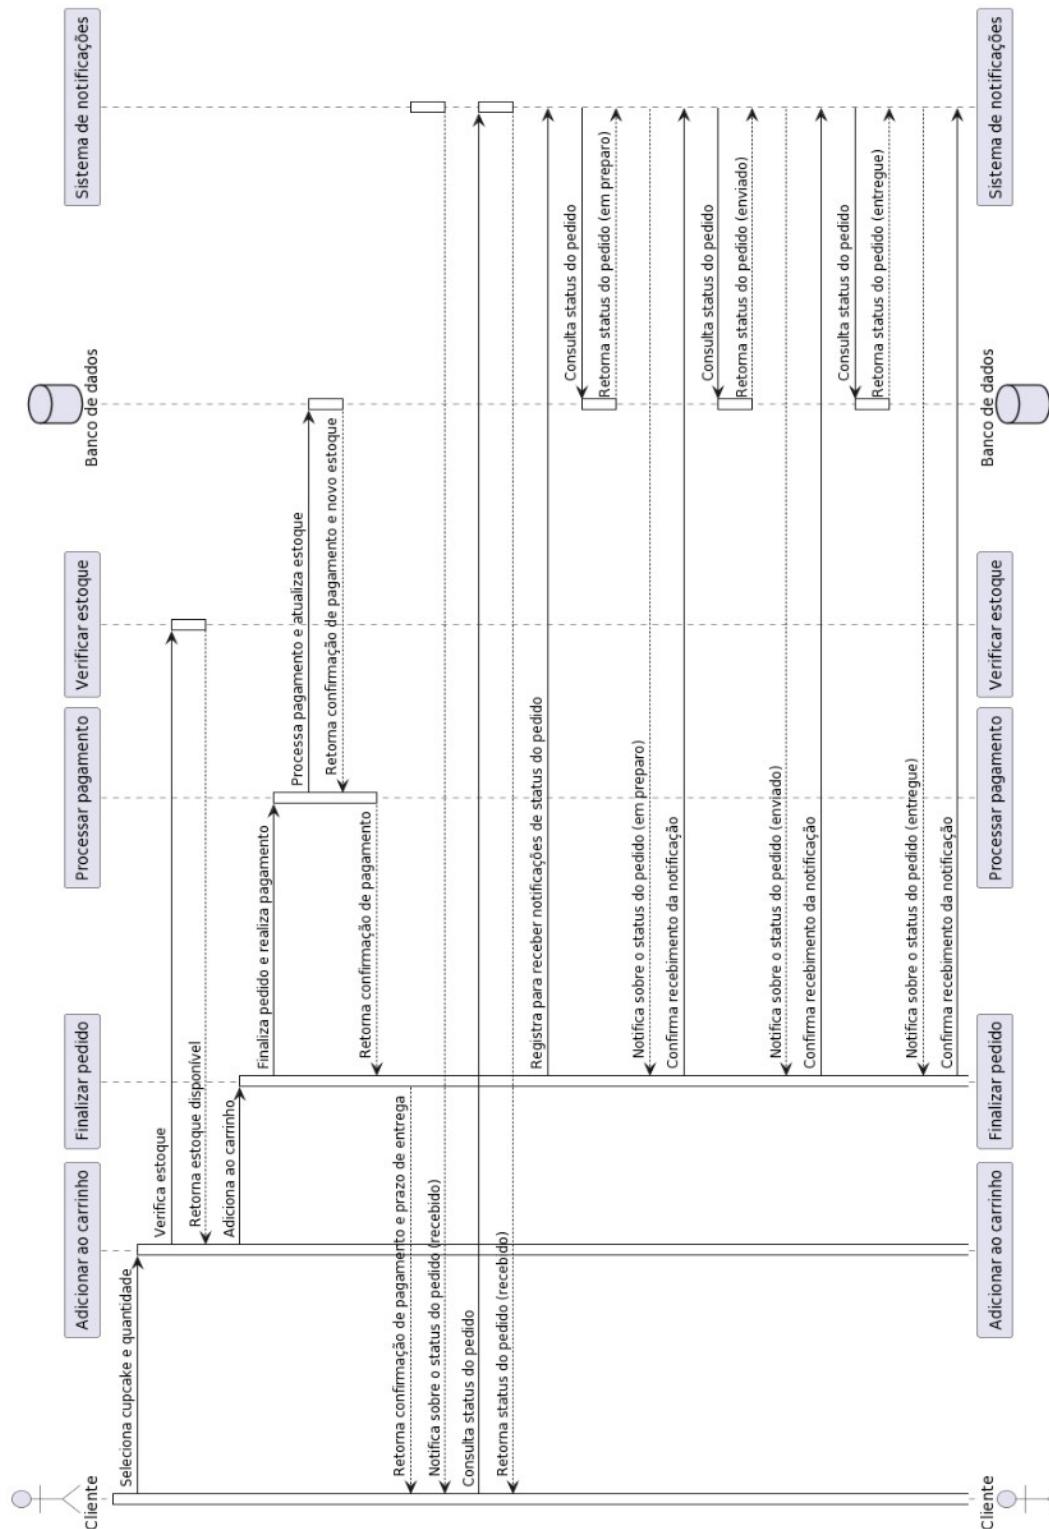 Cliente
Adicionar ao carrinho
Finalizar pedido
Processar pagamento
Verificar estoque
Banco de dados
Sistema de notificações
Seleciona cupcake e quantidade
Verifica estoque
Retorna estoque disponível
Adiciona ao carrinho
Finaliza pedido e realiza pagamento
Processa pagamento e atualiza estoque
Retorna confirmação de pagamento e novo estoque
Retorna confirmação de pagamento
Retorna confirmação de pagamento e prazo de entrega
Notifica sobre o status do pedido (recebido)
Consulta status do pedido
Retorna status do pedido (recebido)
Registra para receber notificações de status do pedido
Consulta status do pedido
Retorna status do pedido (em preparo)
Notifica sobre o status do pedido (em preparo)
Confirma recebimento da notificação
Consulta status do pedido
Retorna status do pedido (enviado)
Notifica sobre o status do pedido (enviado)
Confirma recebimento da notificação
Consulta status do pedido
Retorna status do pedido (entregue)
Notifica sobre o status do pedido (entregue)
Confirma recebimento da notificação
Cliente
Adicionar ao carrinho
Finalizar pedido
Processar pagamento
Verificar estoque
Banco de dados
Sistema de notificações